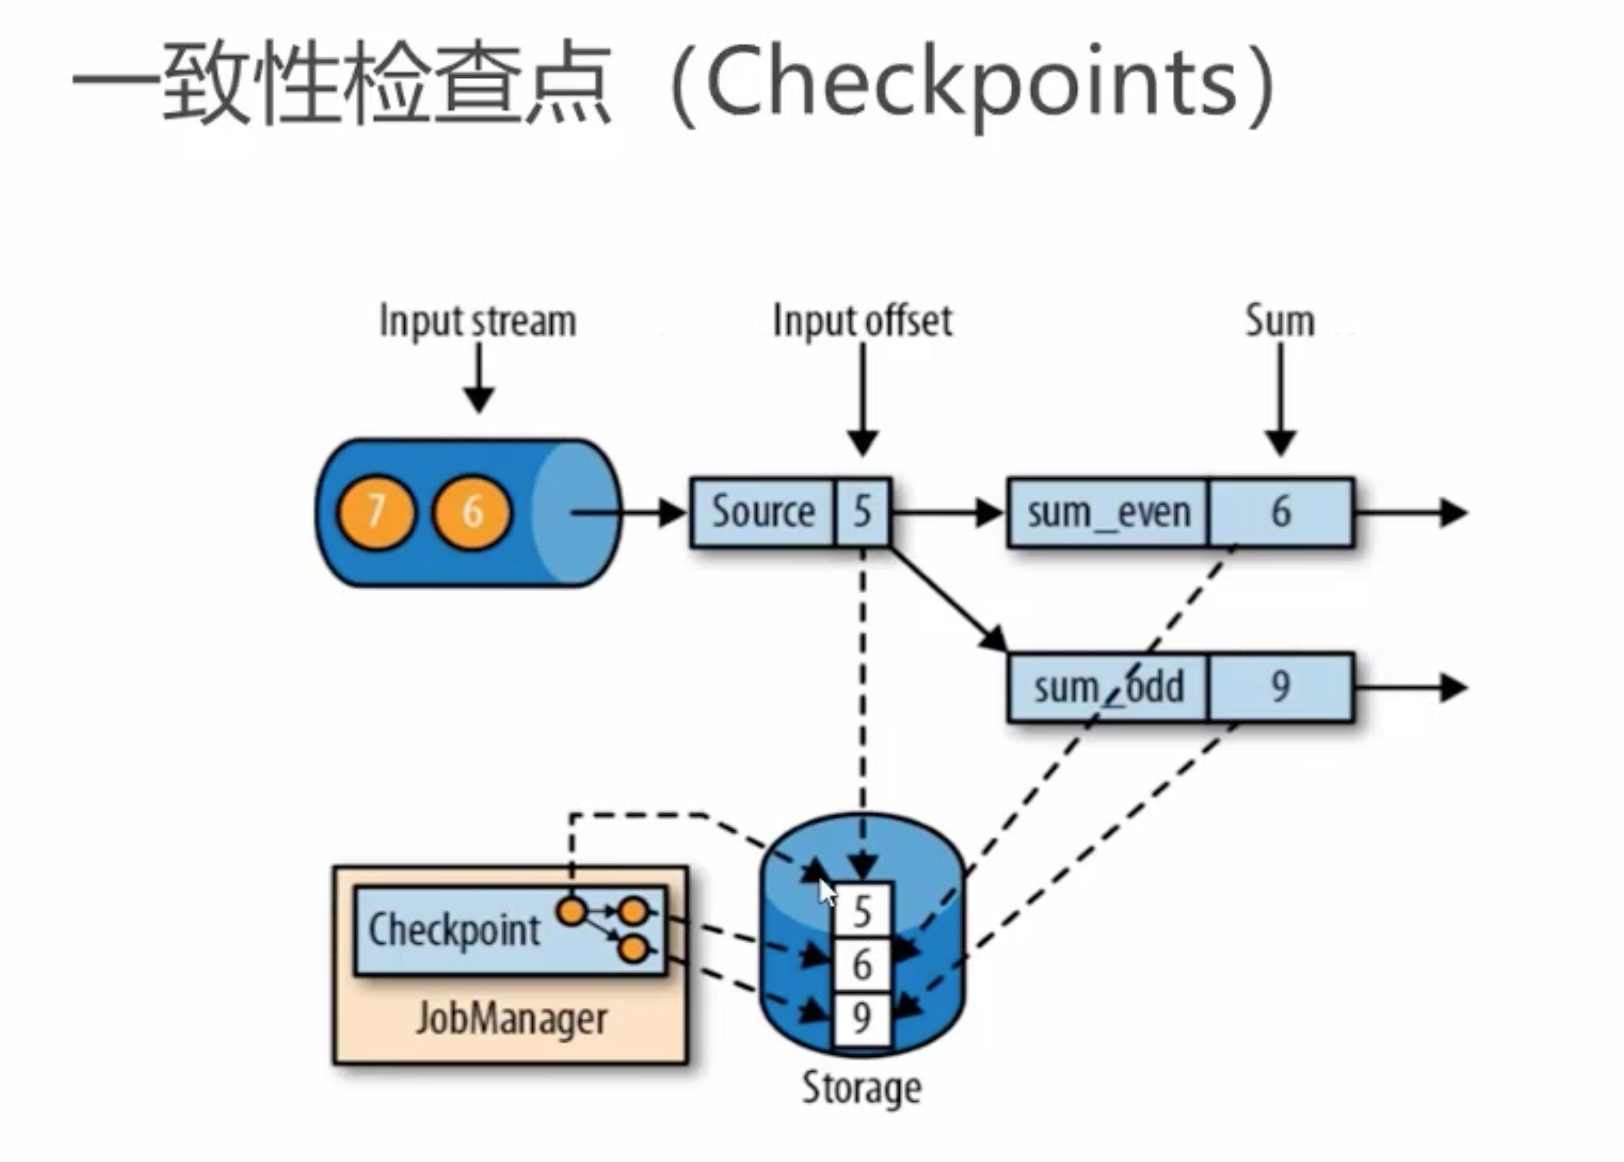 一致性检查点（Checkpoints）
Input stream
Input offset
Sum
7
6
Source
5
sum_even
6
sum_odd
9
Checkpoint
JobManager
5
6
9
Storage